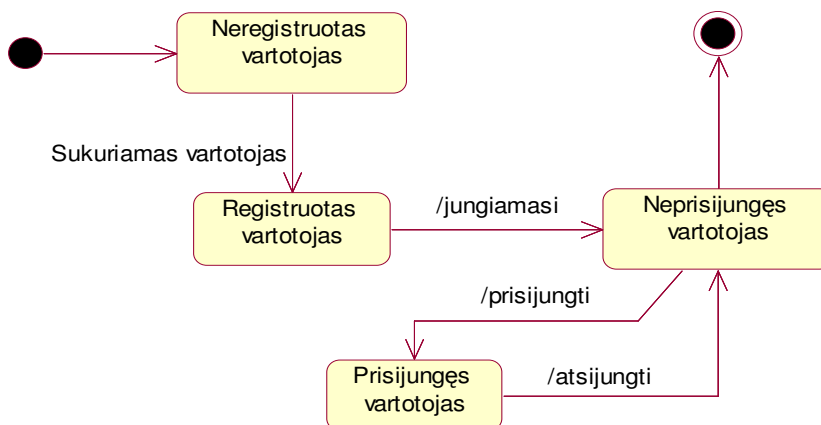 Neregistruotas
vartotojas
Sukuriamas vartotojas
Registruotas
vartotojas
/jungiamasi
Neprisijungęs
vartotojas
/prisijungti
Prisijungęs
vartotojas
/atsijungti